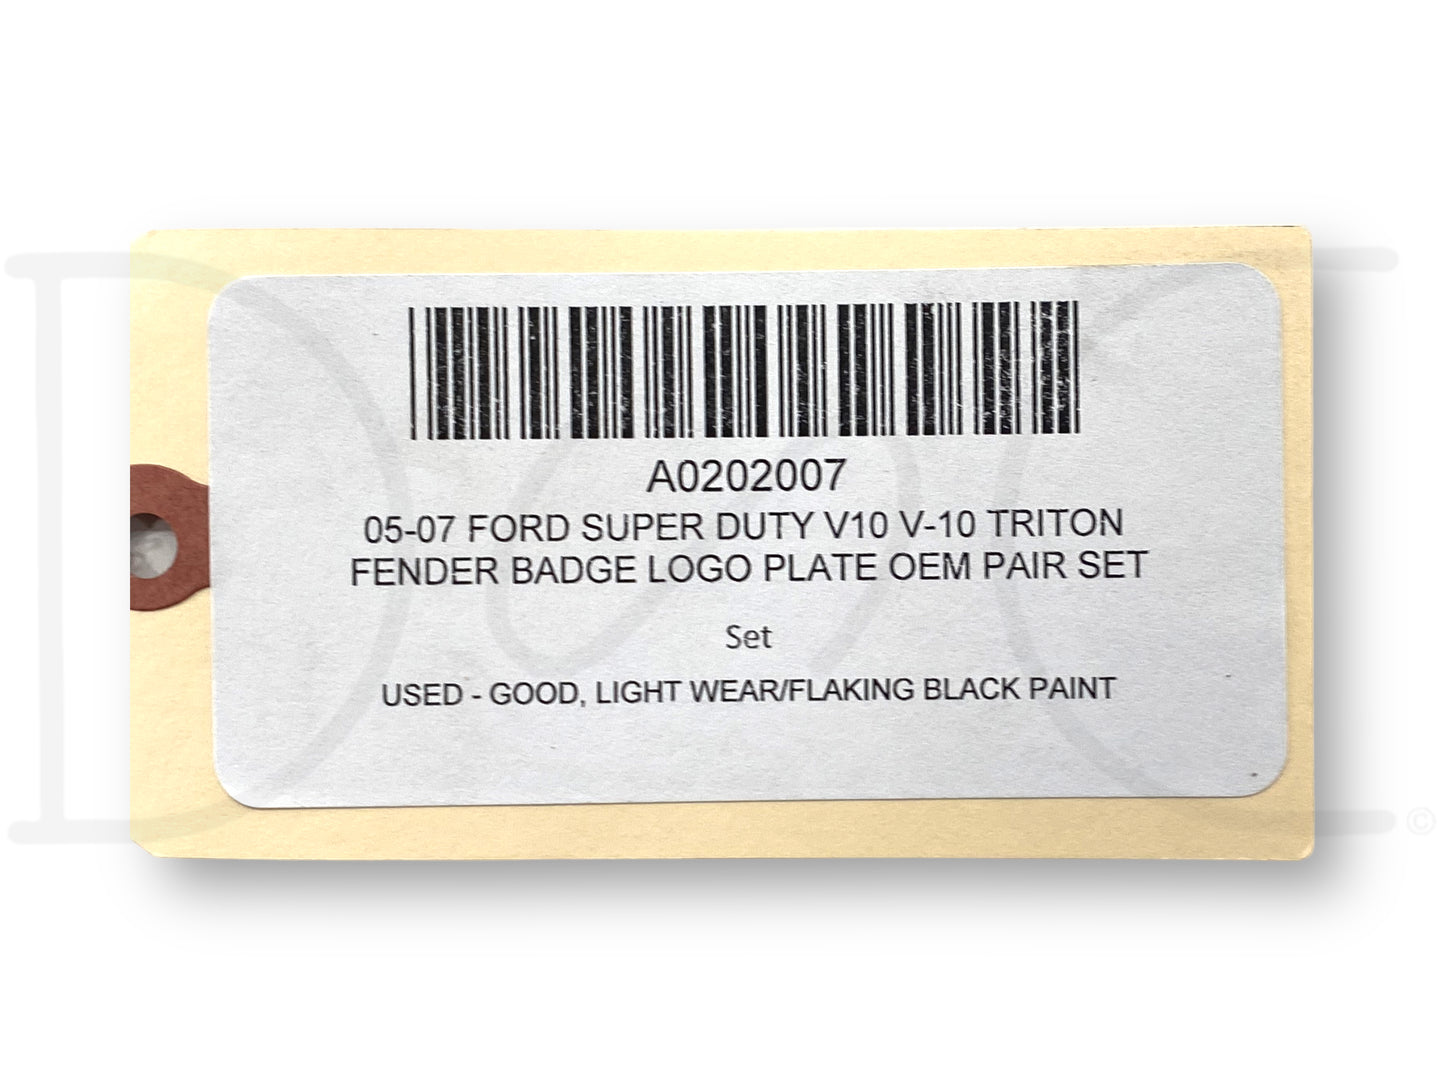 A0202007
05-07 FORD SUPER DUTY V10 V-10 TRITON
FENDER BADGE LOGO PLATE OEM PAIR SET
Set
USED - GOOD, LIGHT WEAR/FLAKING BLACK PAINT
©